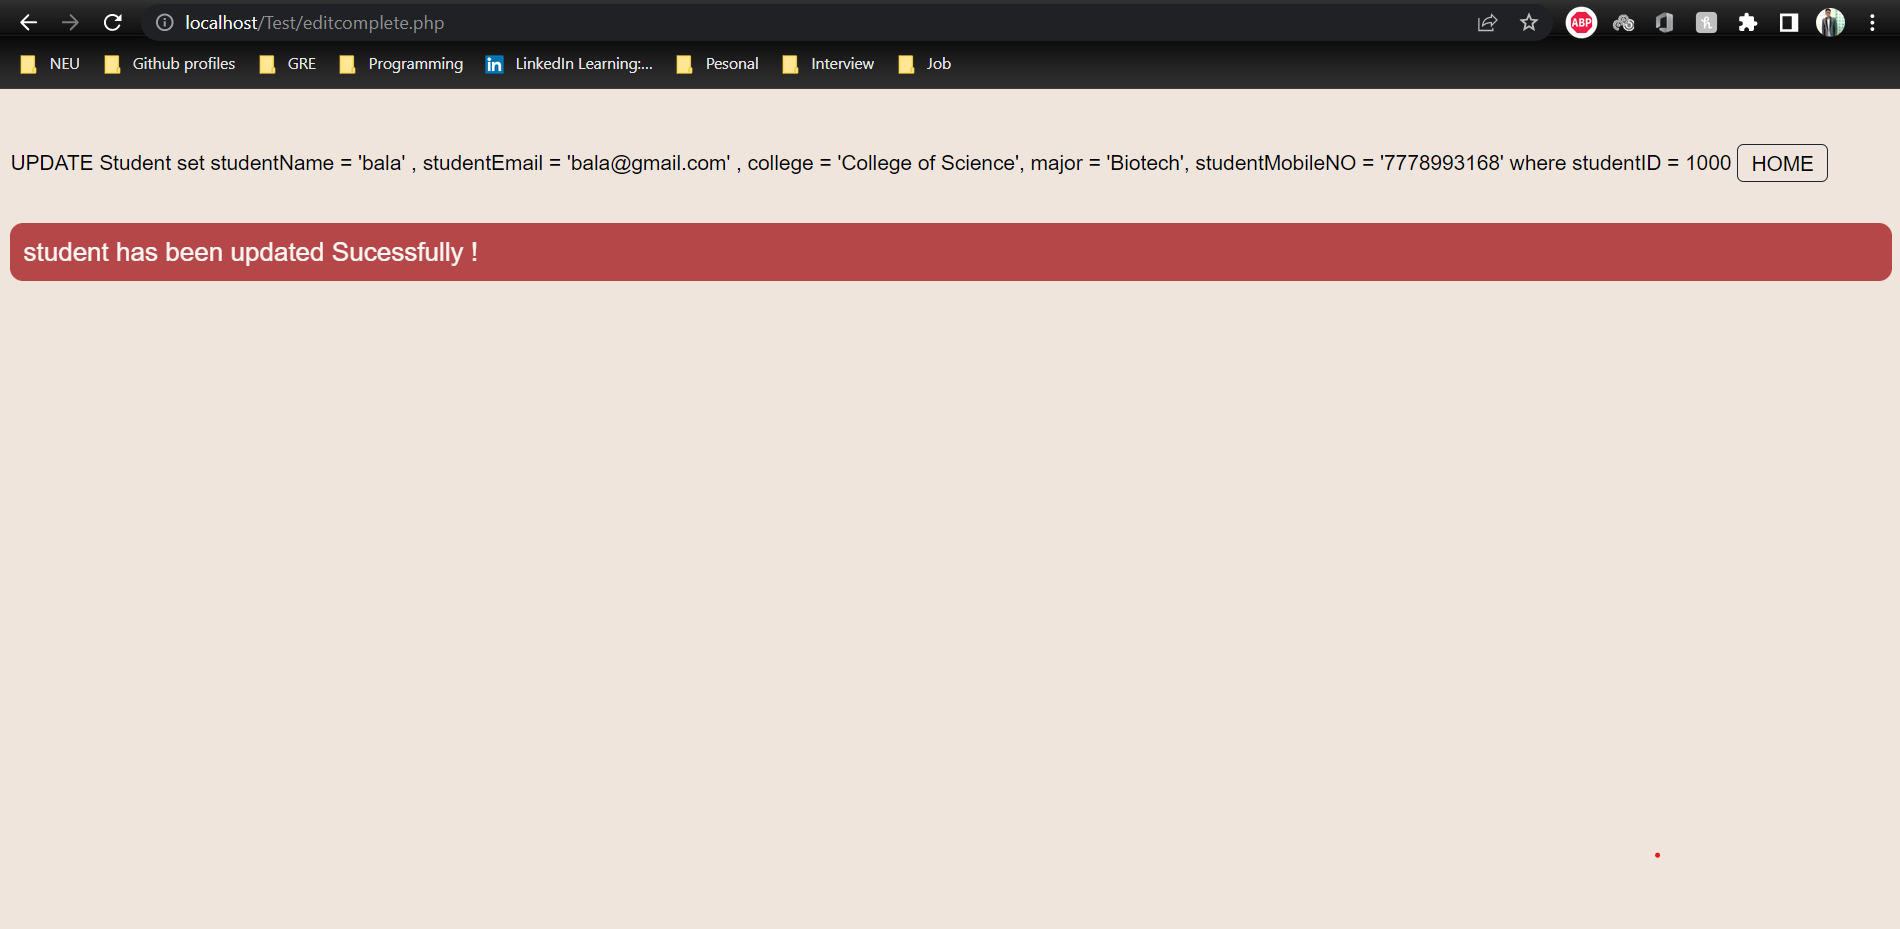 localhost/Test/editcomplete.php
ABP
NEU Github profiles GRE Programming in LinkedIn Learning:... Pesonal Interview Job
UPDATE Student set studentName = 'bala' , studentEmail = 'bala@gmail.com' , college = 'College of Science', major = 'Biotech', studentMobileNO = '7778993168' where studentID = 1000 HOME
student has been updated Sucessfully !